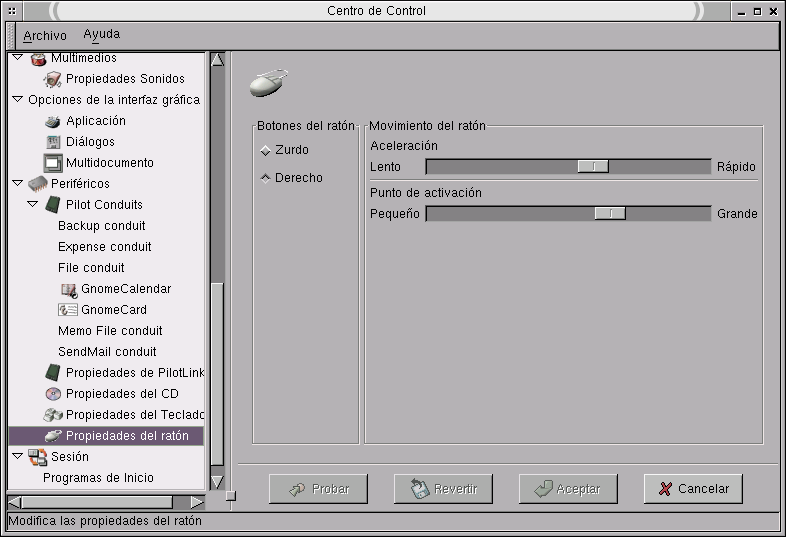 Centro de Control
Archivo Ayuda
Multimedios
Propiedades Sonidos
Opciones de la interfaz gráfica
Aplicación
Diálogos
Multidocumento
Periféricos
Pilot Conduits
Backup conduit
Expense conduit
File conduit
GnomeCalendar
GnomeCard
Memo File conduit
SendMail conduit
Propiedades de PilotLink
Propiedades del CD
Propiedades del Teclado
Propiedades del ratón
Sesión
Programas de Inicio
Botones del ratón
Zurdo
Derecho
Movimiento del ratón
Aceleración
Lento Rápido
Punto de activación
Pequeño Grande
Probar Revertir Aceptar Cancelar
Modifica las propiedades del ratón